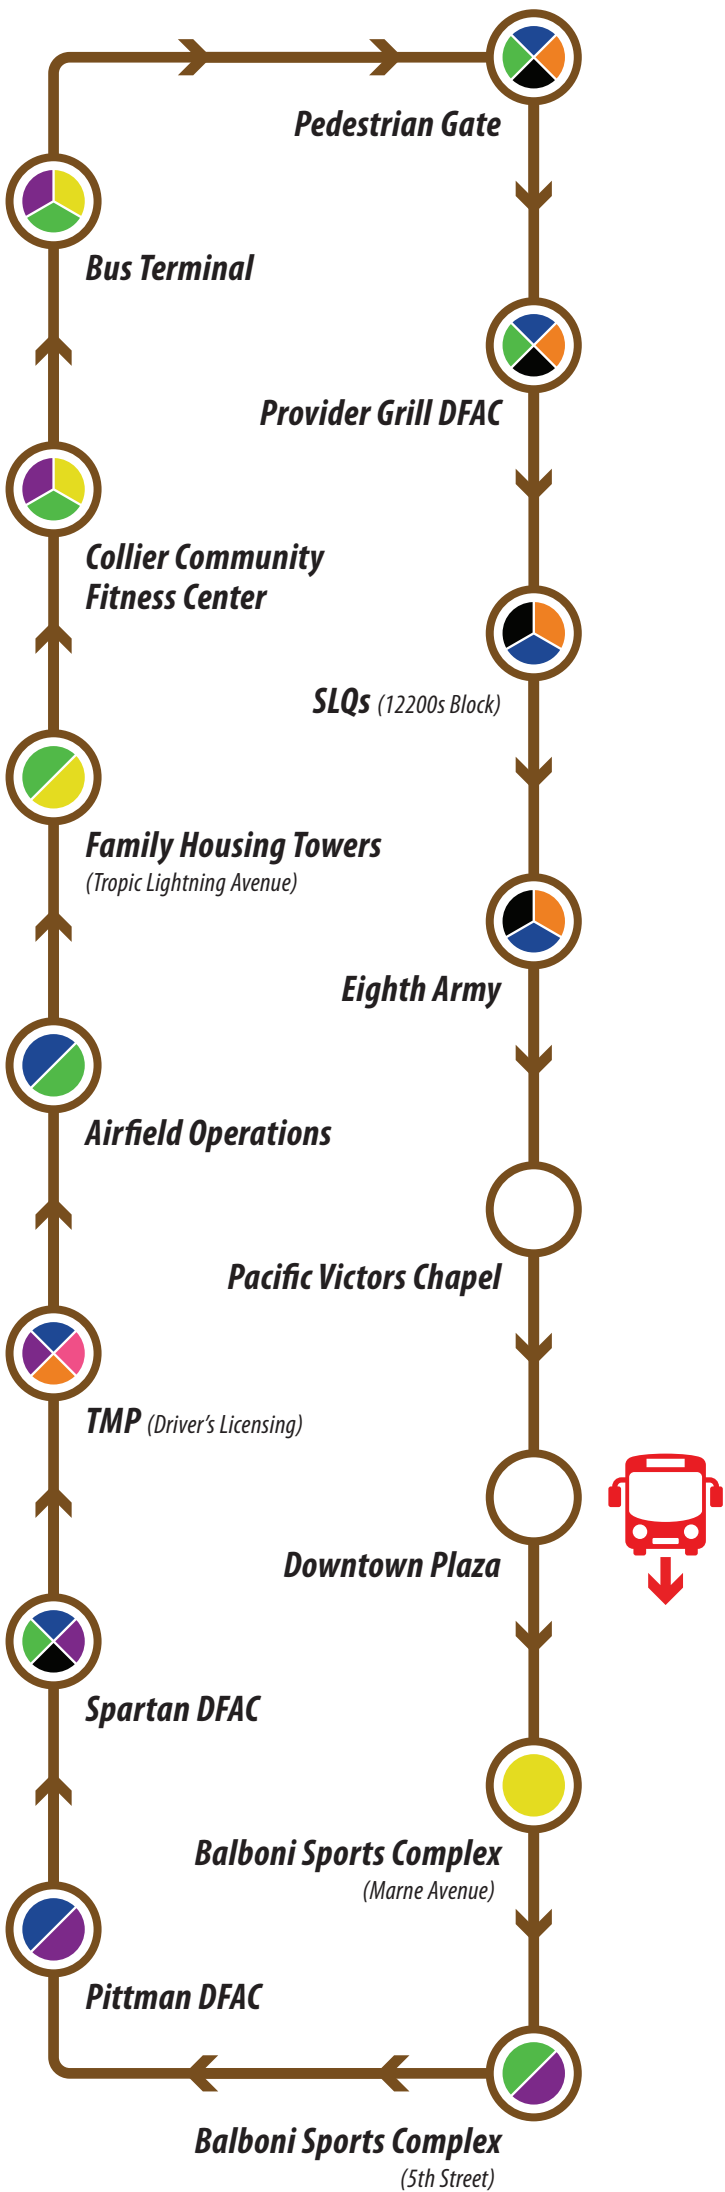 Pedestrian Gate
Bus Terminal
Provider Grill DFAC
Collier Community
Fitness Center
SLQs (12200s Block)
Family Housing Towers
(Tropic Lightning Avenue)
Eighth Army
Airfield Operations
Pacific Victors Chapel
TMP (Driver's Licensing)
Downtown Plaza
Spartan DFAC
Balboni Sports Complex
(Marne Avenue)
Pittman DFAC
Balboni Sports Complex
(5th Street)